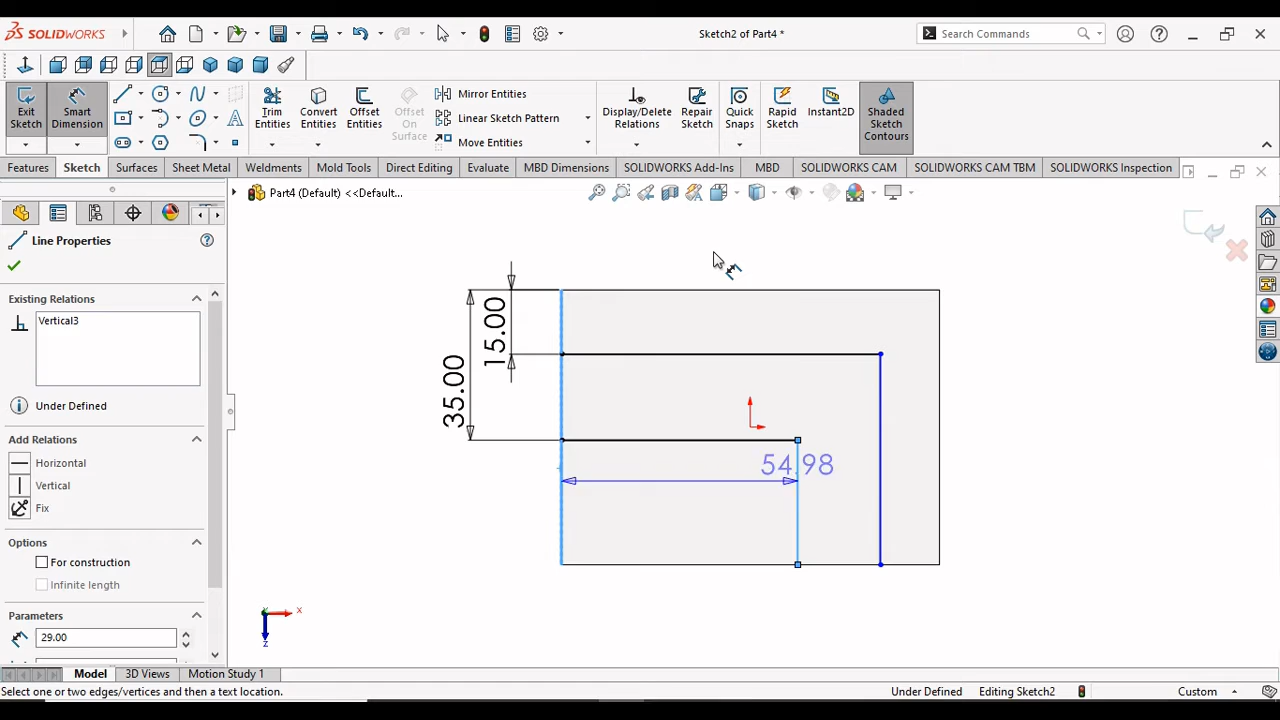 SOLIDWORKS
Sketch2 of Part4 *
Search Commands
Exit Sketch
Smart Dimension
Trim Entities
Convert Entities
Offset Entities
Offset On Surface
Mirror Entities
Linear Sketch Pattern
Move Entities
Display/Delete Relations
Repair Sketch
Quick Snaps
Rapid Sketch
Instant2D
Shaded Sketch Contours
Features
Sketch
Surfaces
Sheet Metal
Weldments
Mold Tools
Direct Editing
Evaluate
MBD Dimensions
SOLIDWORKS Add-Ins
MBD
SOLIDWORKS CAM
SOLIDWORKS CAM TBM
SOLIDWORKS Inspection
Part4 (Default) <<Default...
Line Properties
Existing Relations
Vertical3
Under Defined
Add Relations
Horizontal
Vertical
Fix
Options
For construction
Infinite length
Parameters
29.00
15.00
35.00
54.98
X
Y
Z
Model
3D Views
Motion Study 1
Select one or two edges/vertices and then a text location.
Under Defined
Editing Sketch2
Custom